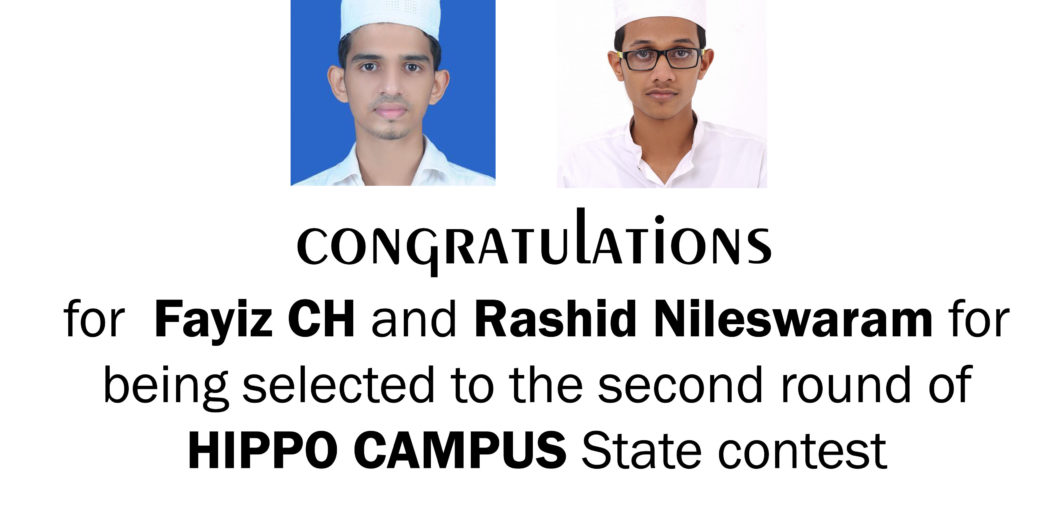 CONGRATULATIONS
for Fayiz CH and Rashid Nileswaram for
being selected to the second round of
HIPPO CAMPUS State contest